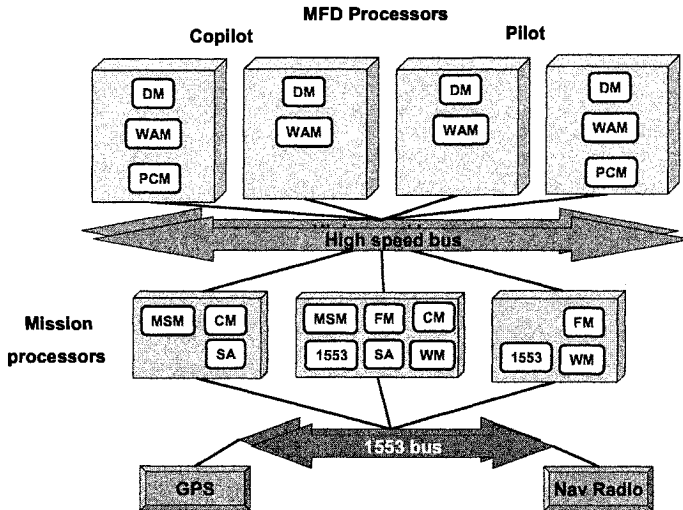 MFD Processors
Copilot
Pilot
DM
WAM
PCM
DM
WAM
DM
WAM
DM
WAM
PCM
High speed bus
Mission
processors
MSM
CM
SA
MSM
FM
CM
1553
SA
WM
FM
1553
WM
1553 bus
GPS
Nav Radio